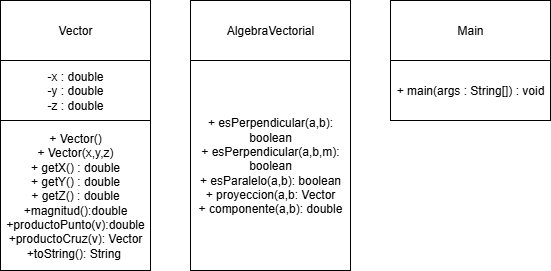 Vector
-x : double
-y : double
-z : double
+ Vector()
+ Vector(x,y,z)
+ getX() : double
+ getY() : double
+ getZ() : double
+magnitud():double
+productoPunto(v):double
+productoCruz(v): Vector
+toString(): String
AlgebraVectorial
+ esPerpendicular(a,b):
boolean
+ esPerpendicular(a,b,m):
boolean
+ esParalelo(a,b): boolean
+ proyeccion(a,b: Vector
+ componente(a,b): double
Main
+ main(args : String[]) : void